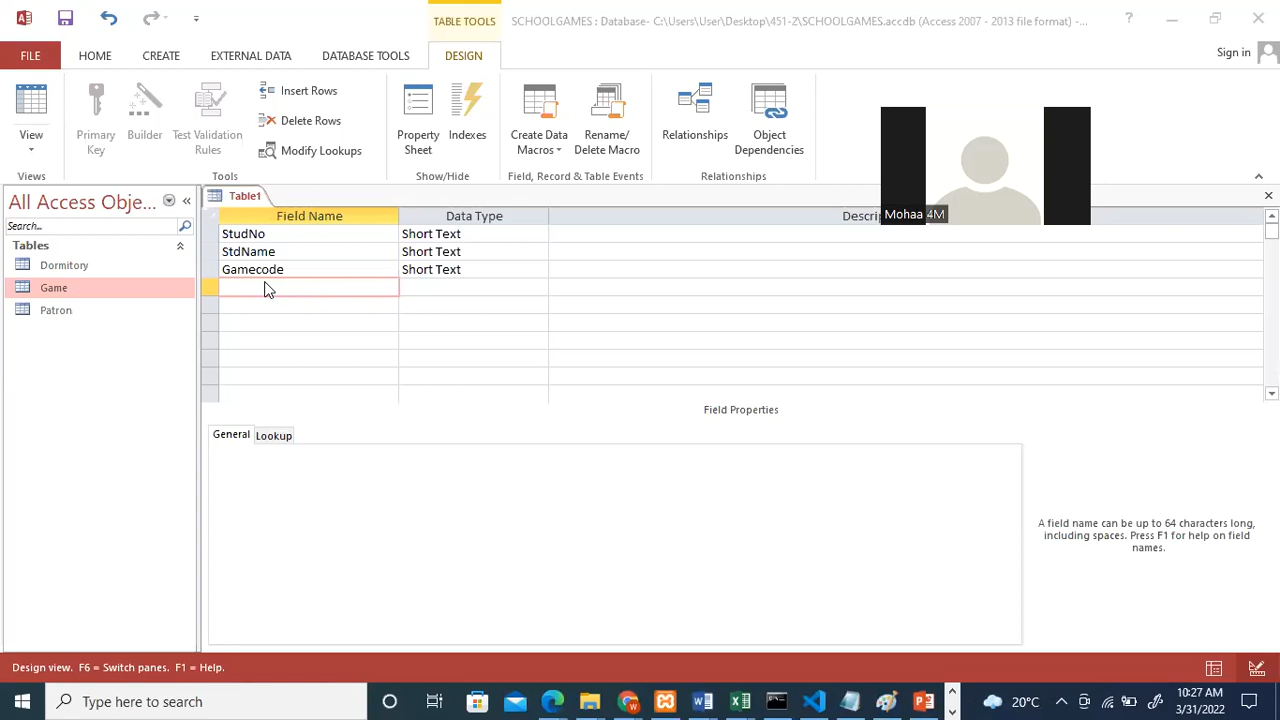 TABLE TOOLS
SCHOOLGAMES : Database- C:\Users\User\Desktop\451-Z\SCHOOLGAMES.accdb (Access 2007 - 2013 file format) -...
?
FILE
HOME
CREATE
EXTERNAL DATA
DATABASE TOOLS
DESIGN
Sign in
View
Primary Key
Builder
Test Validation Rules
Insert Rows
Delete Rows
Modify Lookups
Property Sheet
Indexes
Create Data Macros
Rename/ Delete Macro
Relationships
Object Dependencies
Views
Tools
Show/Hide
Field, Record & Table Events
Relationships
Mohaa 4M
All Access Obje...
Search...
Tables
Dormitory
Game
Patron
Table1
Field Name
Data Type
StudNo
Short Text
StdName
Short Text
Gamecode
Short Text
Field Properties
General
Lookup
A field name can be up to 64 characters long,
including spaces. Press F1 for help on field
names.
Design view. F6 = Switch panes. F1 = Help.
Type here to search
20°C
10:27 AM
3/31/2022